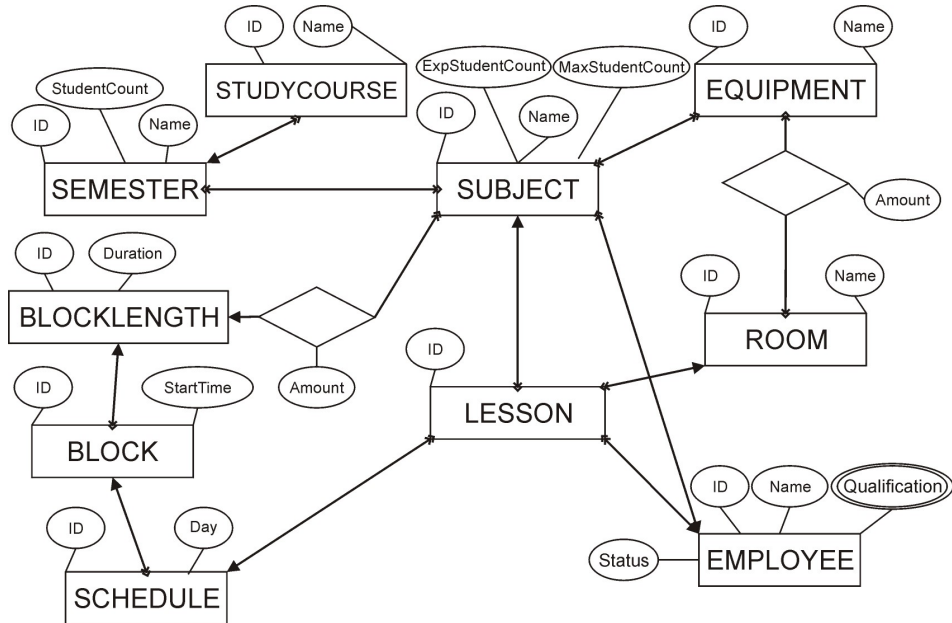 ID
Name
ID
Name
STUDYCOURSE
ExpStudentCount
MaxStudentCount
EQUIPMENT
StudentCount
ID
Name
ID
Name
SEMESTER
SUBJECT
Amount
ID
Duration
ID
Name
BLOCKLENGTH
ROOM
ID
Amount
ID
StartTime
LESSON
BLOCK
ID
Name
Qualification
ID
Day
Status
EMPLOYEE
SCHEDULE